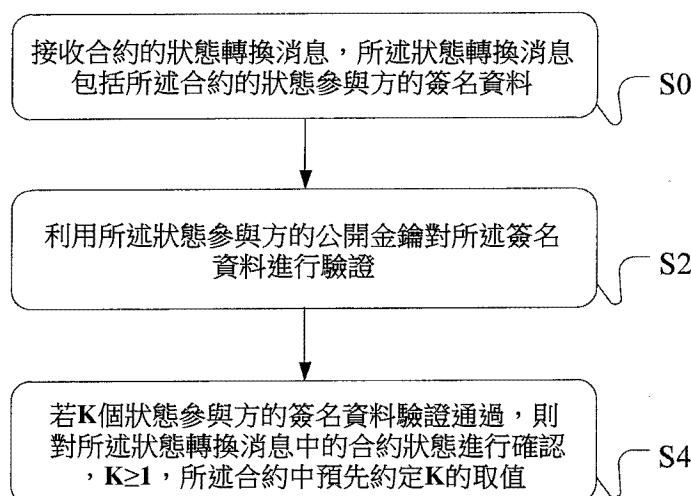 接收合約的狀態轉換消息，所述狀態轉換消息
包括所述合約的狀態參與方的簽名資料
S0
利用所述狀態參與方的公開金鑰對所述簽名
資料進行驗證
S2
若K個狀態參與方的簽名資料驗證通過，則
對所述狀態轉換消息中的合約狀態進行確認
，K≥1，所述合約中預先約定K的取值
S4